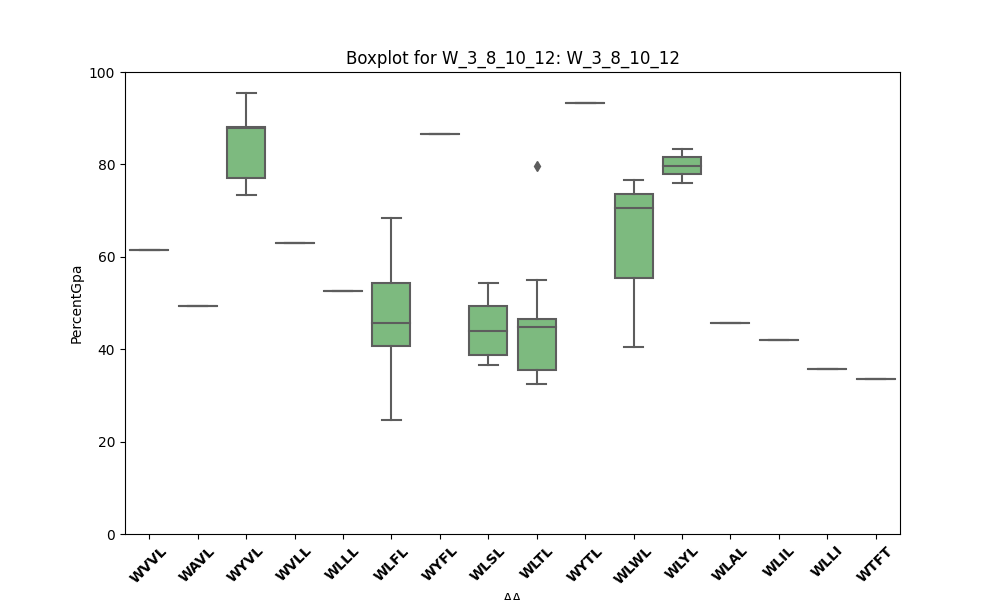 Boxplot for W_3_8_10_12: W_3_8_10_12
100
80
60
40
20
0
PercentGpa
WVVL
WAVL
WYVL
WVLL
WLLL
WLFL
WYFL
WLSL
WLTL
WYTL
WLWL
WLYL
WLAL
WLIL
WLLI
WTFT
AA